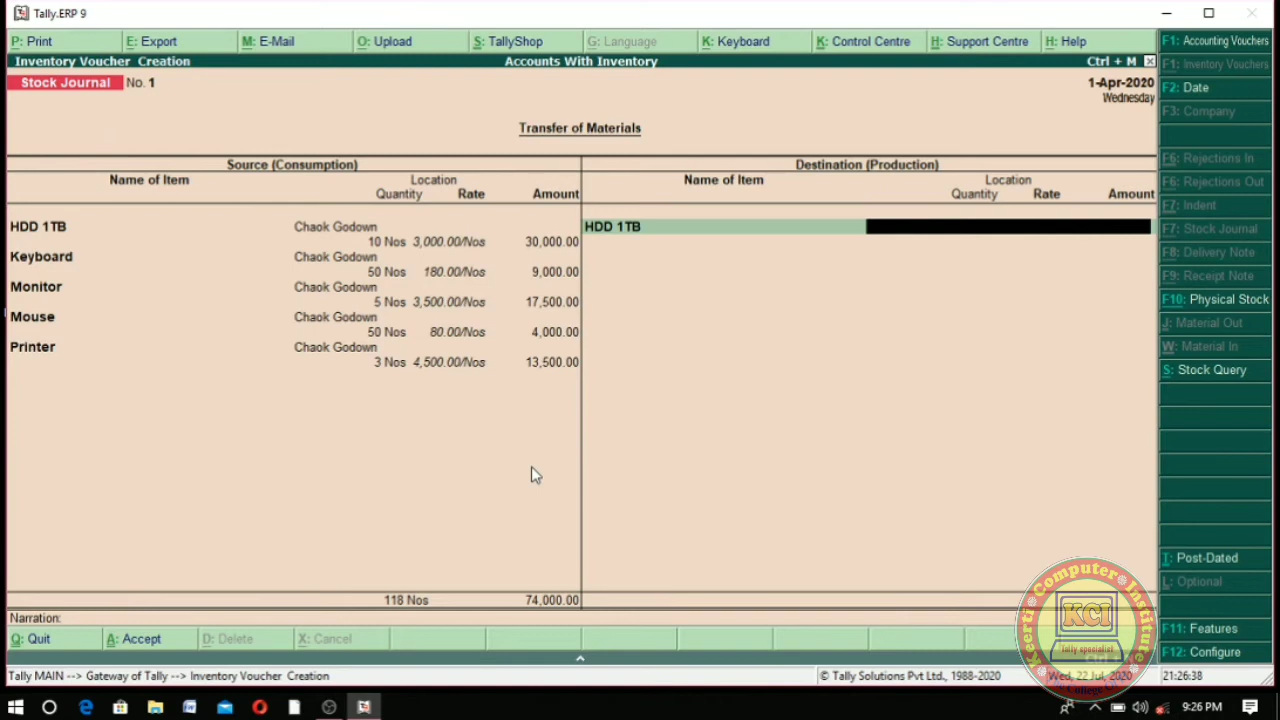 Tally.ERP 9
P: Print E: Export M: E-Mail O: Upload S: TallyShop G: Language K: Keyboard K: Control Centre H: Support Centre H: Help
Inventory Voucher Creation Accounts With Inventory Ctrl + M
Stock Journal No. 1 1-Apr-2020
Wednesday
Transfer of Materials
Source (Consumption) Destination (Production)
Name of Item Location Name of Item Location
Quantity Rate Amount Quantity Rate Amount
HDD 1TB Chaok Godown HDD 1TB
10 Nos 3,000.00/Nos 30,000.00
Keyboard Chaok Godown
50 Nos 180.00/Nos 9,000.00
Monitor Chaok Godown
5 Nos 3,500.00/Nos 17,500.00
Mouse Chaok Godown
50 Nos 80.00/Nos 4,000.00
Printer Chaok Godown
3 Nos 4,500.00/Nos 13,500.00
118 Nos 74,000.00
Narration:
Q: Quit A: Accept D: Delete X: Cancel
F1: Accounting Vouchers
F1: Inventory Vouchers
F2: Date
F3: Company
F6: Rejections In
F6: Rejections Out
F7: Indent
F7: Stock Journal
F8: Delivery Note
F9: Receipt Note
F10: Physical Stock
J: Material Out
W: Material In
S: Stock Query
T: Post-Dated
L: Optional
F11: Features
F12: Configure
Keerti Computer Institute
KCI
Tally specialist
Tally MAIN --> Gateway of Tally --> Inventory Voucher Creation © Tally Solutions Pvt Ltd., 1988-2020 Wed, 22 Jul, 2020 21:26:38
9:26 PM